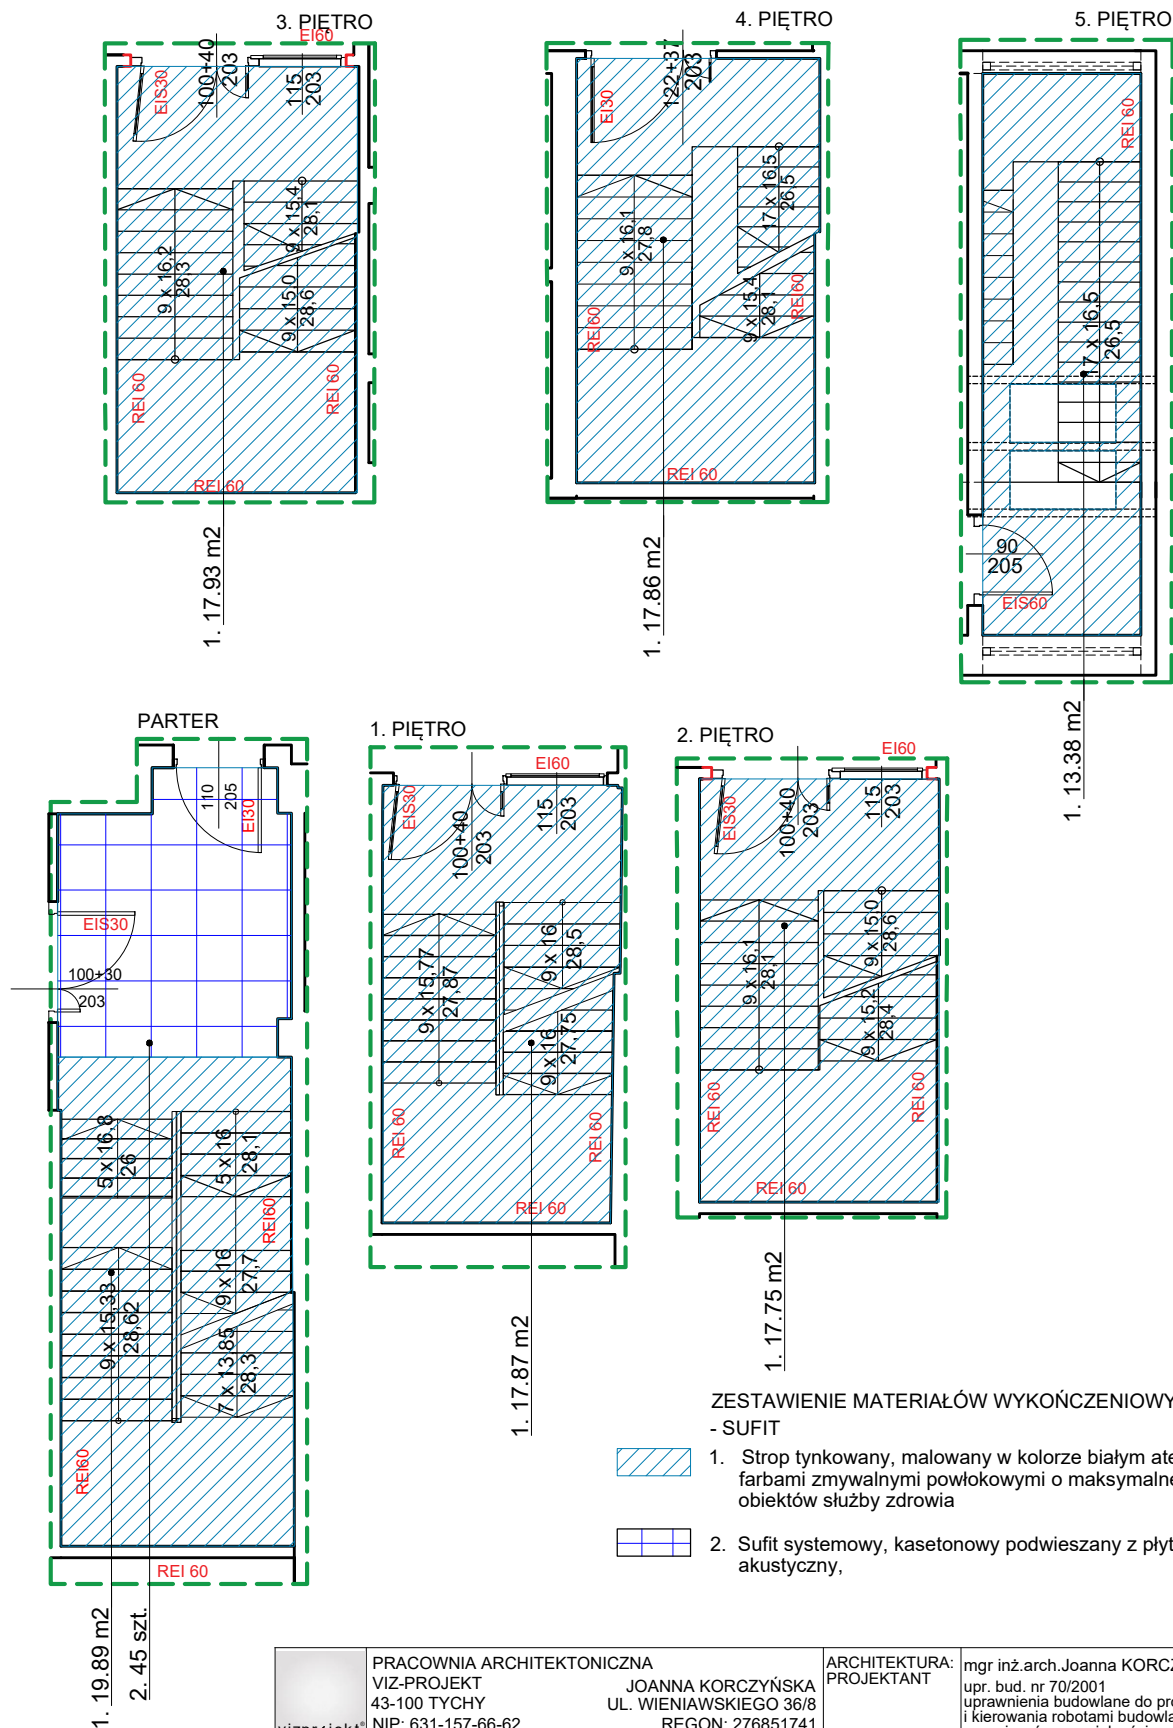 3. PIĘTRO
EI60
EIS30
100+40
203
115
203
9 x 16,2
28,3
9 x 15,4
28,1
9 x 15,0
28,6
REI 60
REI 60
REI 60
1. 17.93 m2
4. PIĘTRO
EI30
122+37
203
9 x 16,1
27,8
17 x 16,5
26,5
9 x 15,4
28,1
REI60
REI60
REI 60
1. 17.86 m2
5. PIĘTRO
REI 60
17 x 16,5
26,5
90
205
EIS60
1. 13.38 m2
PARTER
110
205
EI30
EIS30
100+30
203
5 x 16,8
26
5 x 16
28,1
REI60
9 x 16
27,7
9 x 15,33
28,62
7 x 13,85
28,3
REI60
REI 60
1. 19.89 m2
2. 45 szt.
1. PIĘTRO
EI60
EIS30
100+40
203
115
203
9 x 15,77
27,87
9 x 16
28,5
9 x 16
27,75
REI 60
REI 60
REI 60
1. 17.87 m2
2. PIĘTRO
EI60
EIS30
100+40
203
115
203
9 x 16,1
28,1
9 x 15,0
28,6
9 x 15,2
28,4
REI 60
REI 60
REI 60
1. 17.75 m2
ZESTAWIENIE MATERIAŁÓW WYKOŃCZENIOWY
- SUFIT
1. Strop tynkowany, malowany w kolorze białym ate
farbami zmywalnymi powłokowymi o maksymalne
obiektów służby zdrowia
2. Sufit systemowy, kasetonowy podwieszany z płyt
akustyczny,
PRACOWNIA ARCHITEKTONICZNA
VIZ-PROJEKT JOANNA KORCZYŃSKA
43-100 TYCHY UL. WIENIAWSKIEGO 36/8
NIP: 631-157-66-62 REGON: 276851741
ARCHITEKTURA:
PROJEKTANT
mgr inż.arch.Joanna KORCZ
upr. bud. nr 70/2001
uprawnienia budowlane do pro
i kierowania robotami budowla